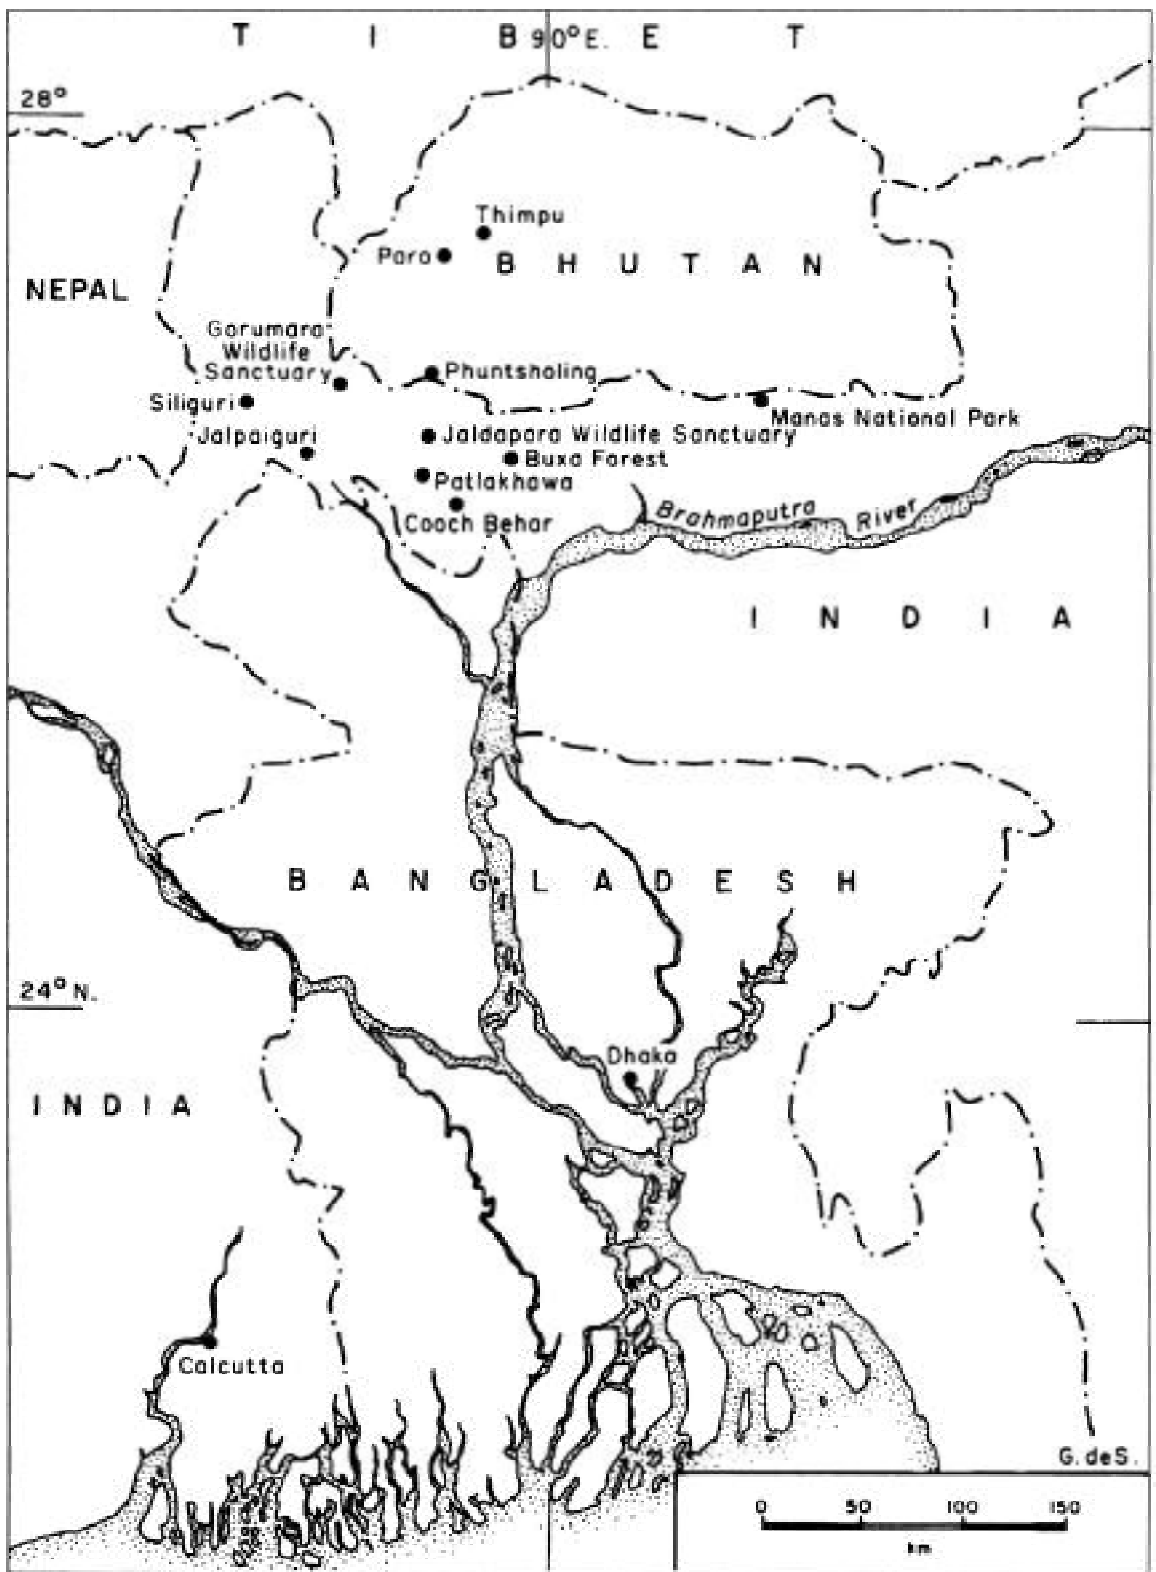 T I B E T
90° E.
28°
Thimpu
Paro
B H U T A N
NEPAL
Gorumara
Wildlife
Sanctuary
Phuntsholing
Siliguri
Manas National Park
Jalpaiguri
Jaldapara Wildlife Sanctuary
Buxa Forest
Patlakhawa
Cooch Behar
Brahmaputra River
I N D I A
B A N G L A D E S H
24° N.
Dhaka
I N D I A
Calcutta
G. de S.
0 50 100 150
km